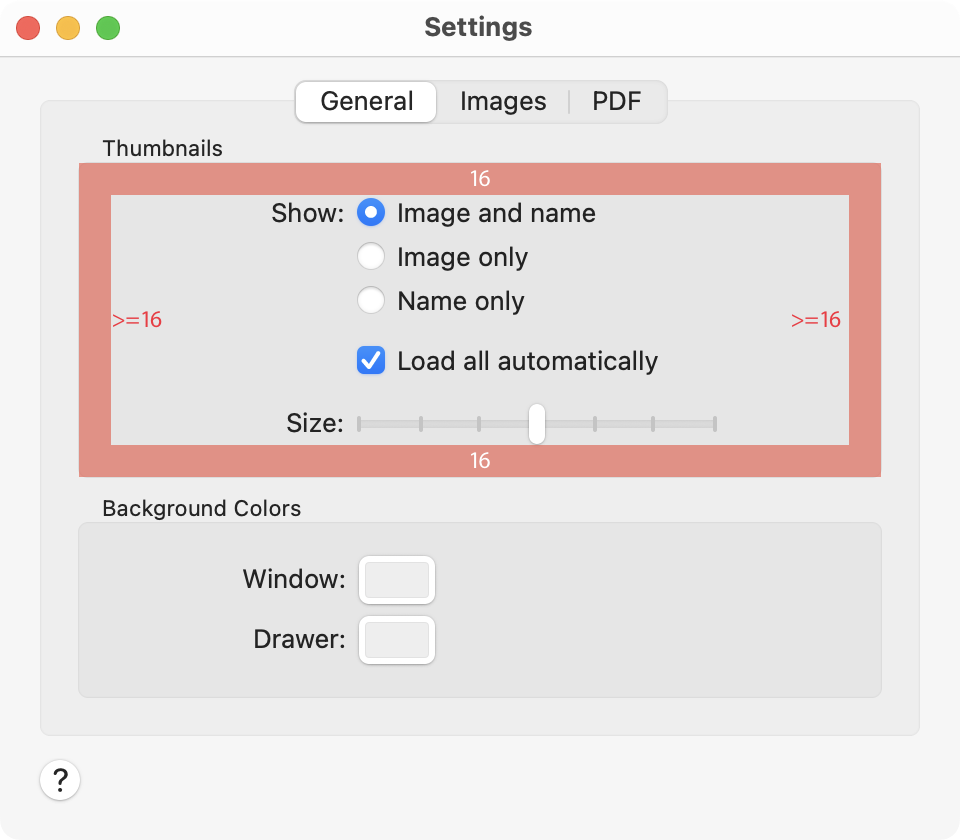 Settings
General Images PDF
Thumbnails
16
Show: Image and name
Image only
>=16 Name only >=16
Load all automatically
Size:
16
Background Colors
Window:
Drawer:
?